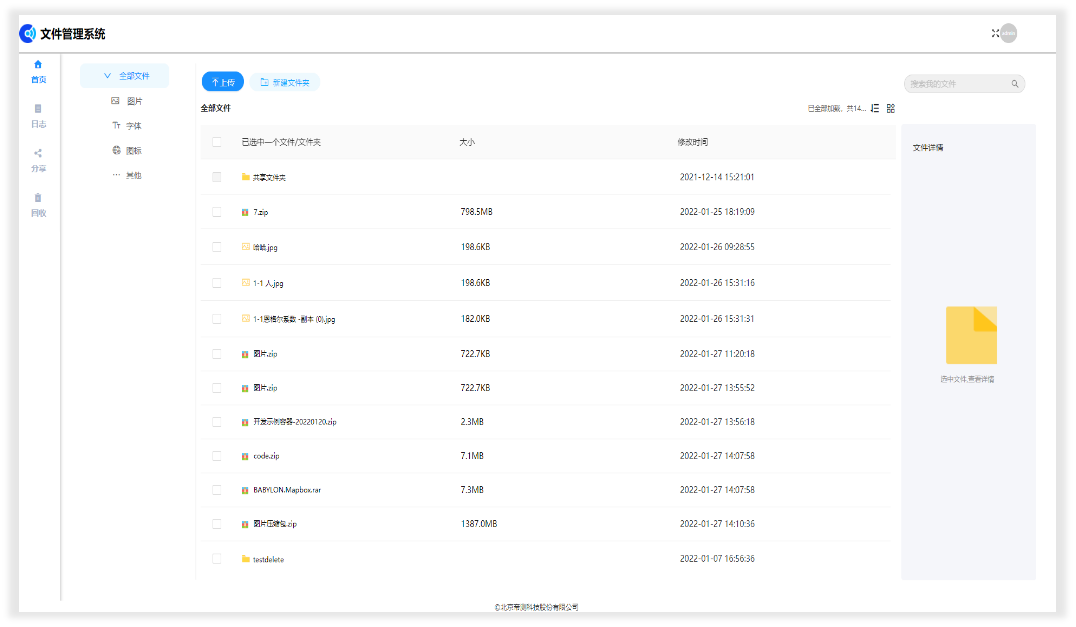 文件管理系统
admin
首页
日志
分享
回收
全部文件
图片
字体
图标
其他
上传
新建文件夹
搜索我的文件
全部文件
已全部加载，共14...
已选中一个文件/文件夹 大小 修改时间
共享文件夹 2021-12-14 15:21:01
7.zip 798.5MB 2022-01-25 18:19:09
.jpg 198.6KB 2022-01-26 09:28:55
1-1 人.jpg 198.6KB 2022-01-26 15:31:16
1-1恩格尔系数 -副本 (0).jpg 182.0KB 2022-01-26 15:31:31
图片.zip 722.7KB 2022-01-27 11:20:18
图片.zip 722.7KB 2022-01-27 13:55:52
开发示例容器-20220120.zip 2.3MB 2022-01-27 13:56:18
code.zip 7.1MB 2022-01-27 14:07:58
BABYLON.Mapbox.rar 7.3MB 2022-01-27 14:07:58
图片压缩包.zip 1387.0MB 2022-01-27 14:10:36
testdelete 2022-01-07 16:56:36
文件详情
选中文件,查看详情
©北京帝测科技股份有限公司